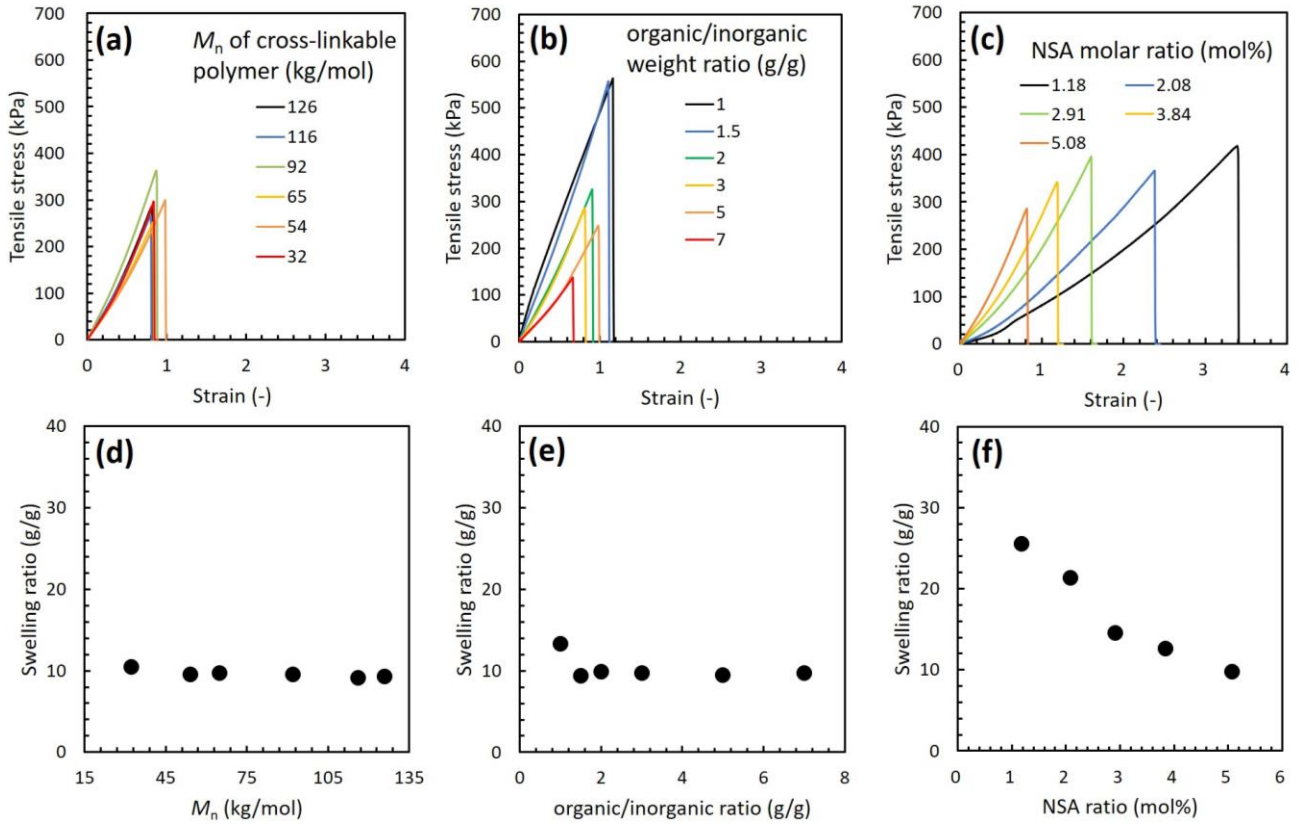 (a)
M_n of cross-linkable
polymer (kg/mol)
126
116
92
65
54
32
700
600
500
400
300
200
100
0
Tensile stress (kPa)
0 1 2 3 4
Strain (-)
(b)
organic/inorganic
weight ratio (g/g)
1
1.5
2
3
5
7
700
600
500
400
300
200
100
0
Tensile stress (kPa)
0 1 2 3 4
Strain (-)
(c)
NSA molar ratio (mol%)
1.18 2.08
2.91 3.84
5.08
700
600
500
400
300
200
100
0
Tensile stress (kPa)
0 1 2 3 4
Strain (-)
(d)
40
30
20
10
0
Swelling ratio (g/g)
15 45 75 105 135
M_n (kg/mol)
(e)
40
30
20
10
0
Swelling ratio (g/g)
0 2 4 6 8
organic/inorganic ratio (g/g)
(f)
40
30
20
10
0
Swelling ratio (g/g)
0 1 2 3 4 5 6
NSA ratio (mol%)